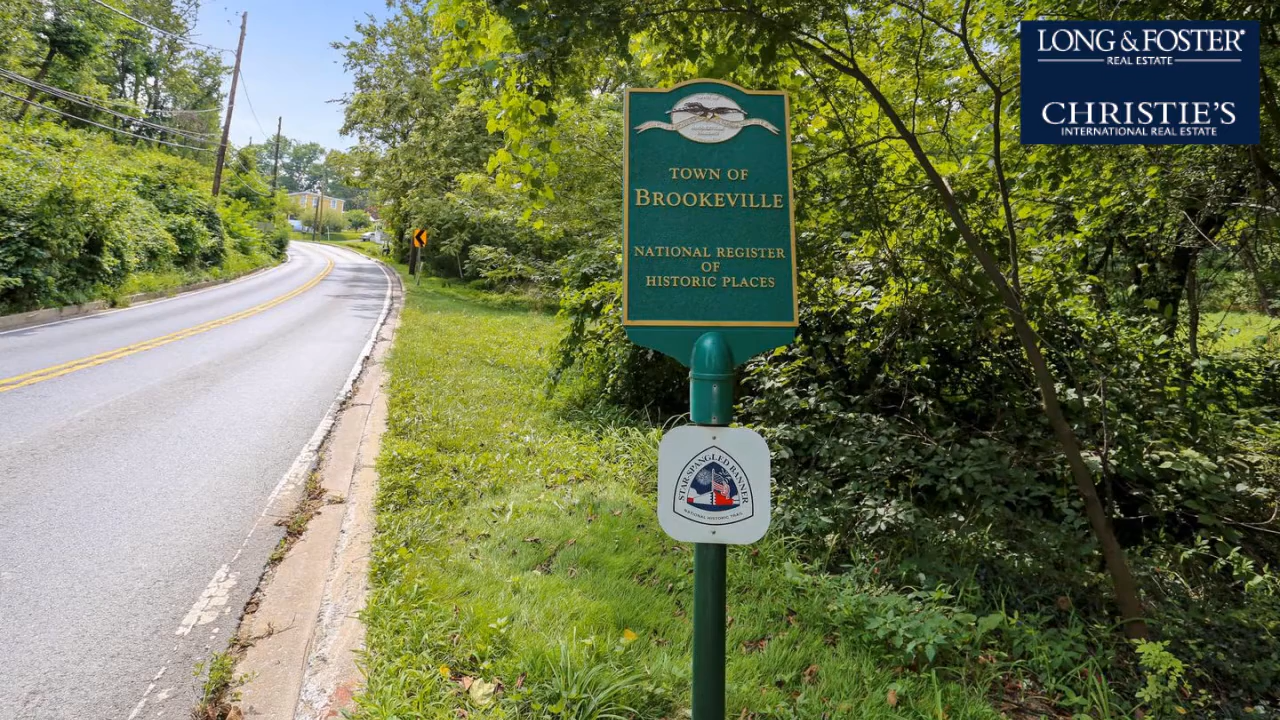 LONG & FOSTER®
REAL ESTATE
CHRISTIE'S
INTERNATIONAL REAL ESTATE
TOWN OF
BROOKEVILLE
NATIONAL REGISTER
OF
HISTORIC PLACES
STAR-SPANGLED BANNER
NATIONAL HISTORIC TRAIL